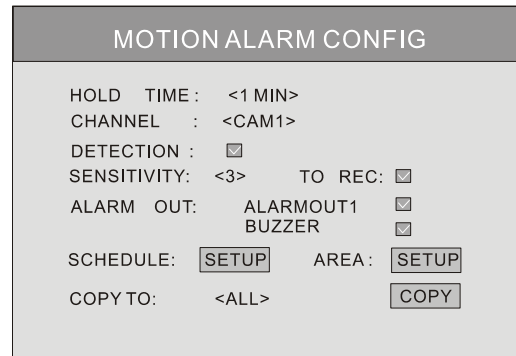 MOTION ALARM CONFIG
HOLD TIME: <1 MIN>
CHANNEL : <CAM1>
DETECTION :
SENSITIVITY: <3> TO REC:
ALARM OUT: ALARMOUT1
BUZZER
SCHEDULE: SETUP AREA: SETUP
COPY TO: <ALL> COPY